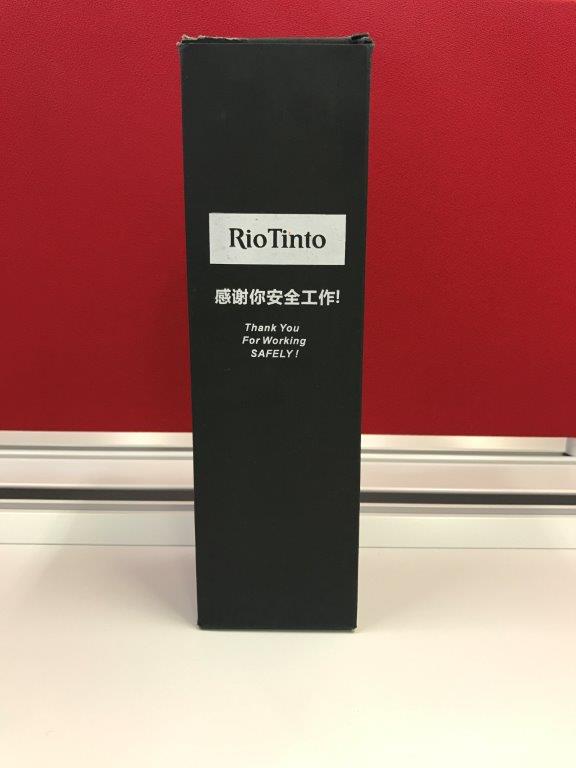 RioTinto
感谢你安全工作!
Thank You
For Working
SAFELY!